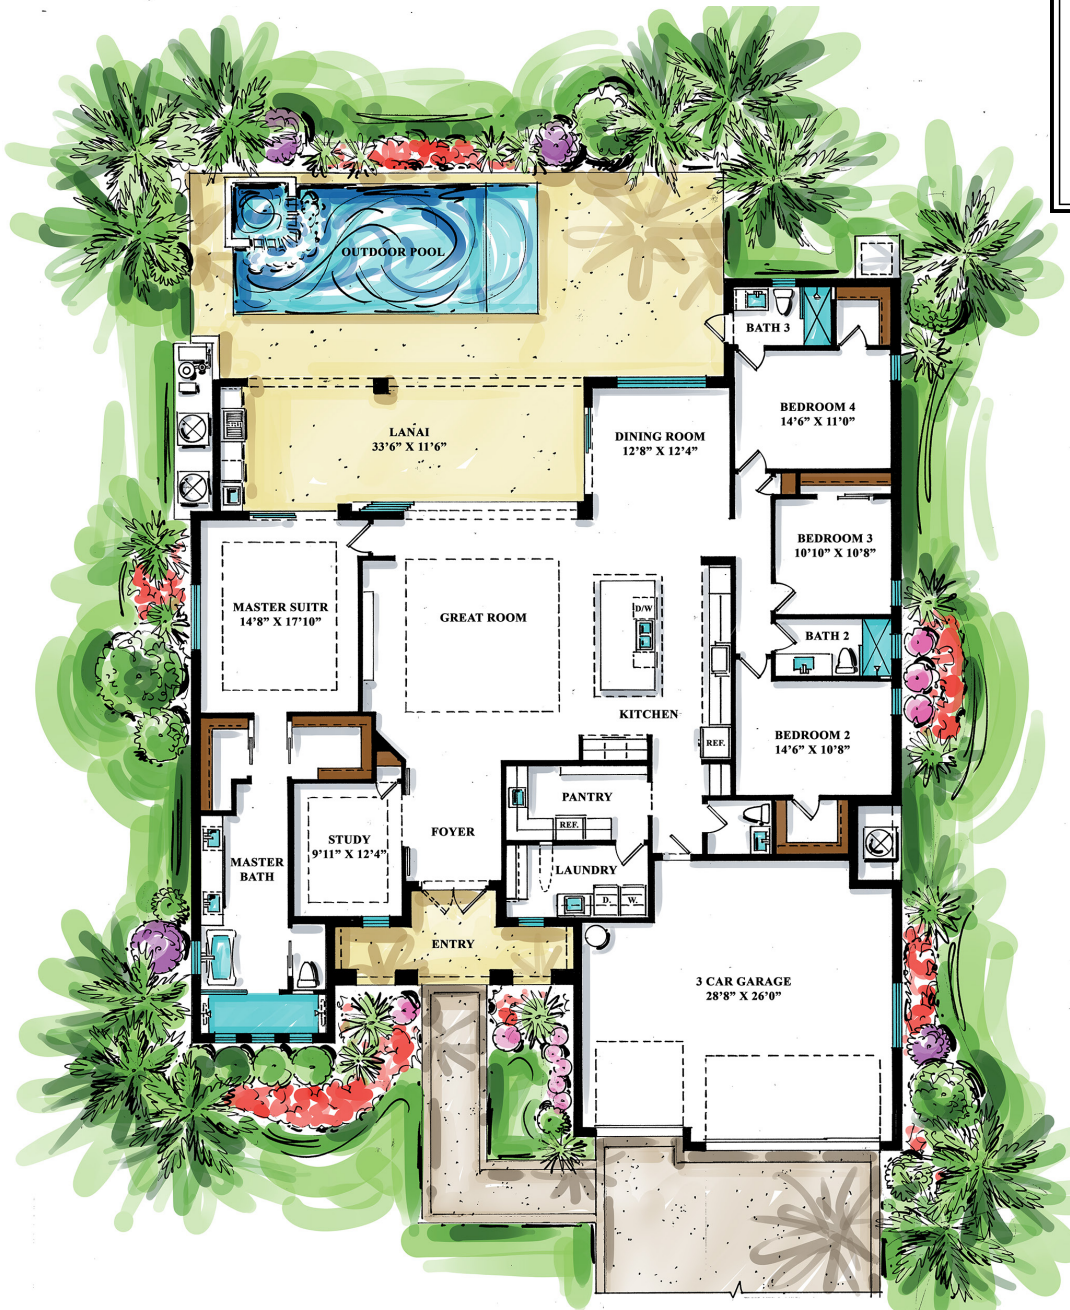 OUTDOOR POOL
BATH 3
BEDROOM 4
14'6" X 11'0"
LANAI
33'6" X 11'6"
DINING ROOM
12'8" X 12'4"
BEDROOM 3
10'10" X 10'8"
MASTER SUITR
14'8" X 17'10"
GREAT ROOM
D/W
BATH 2
KITCHEN
REF.
BEDROOM 2
14'6" X 10'8"
PANTRY
REF.
STUDY
9'11" X 12'4"
FOYER
MASTER
BATH
LAUNDRY
D.
W.
ENTRY
3 CAR GARAGE
28'8" X 26'0"